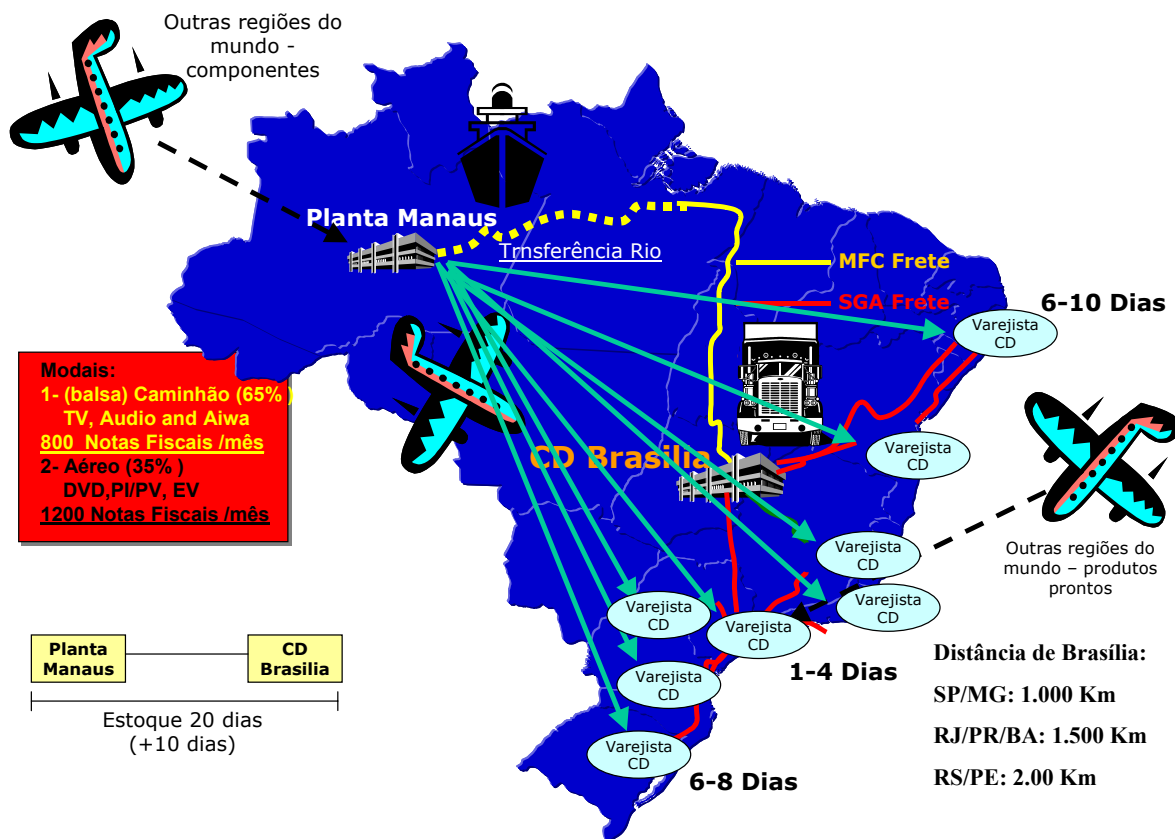 Outras regiões do
mundo -
componentes
Planta Manaus
Trnsferência Rio
MFC Frete
SGA Frete
6-10 Dias
Varejista
CD
Modais:
1- (balsa) Caminhão (65% )
TV, Audio and Aiwa
800 Notas Fiscais /mês
2- Aéreo (35% )
DVD,PI/PV, EV
1200 Notas Fiscais /mês
CD Brasilia
Varejista
CD
Varejista
CD
Outras regiões do
mundo – produtos
prontos
Varejista
CD
Varejista
CD
Varejista
CD
Varejista
CD
Varejista
CD
1-4 Dias
6-8 Dias
Planta
Manaus
CD
Brasilia
Estoque 20 dias
(+10 dias)
Distância de Brasília:
SP/MG: 1.000 Km
RJ/PR/BA: 1.500 Km
RS/PE: 2.00 Km